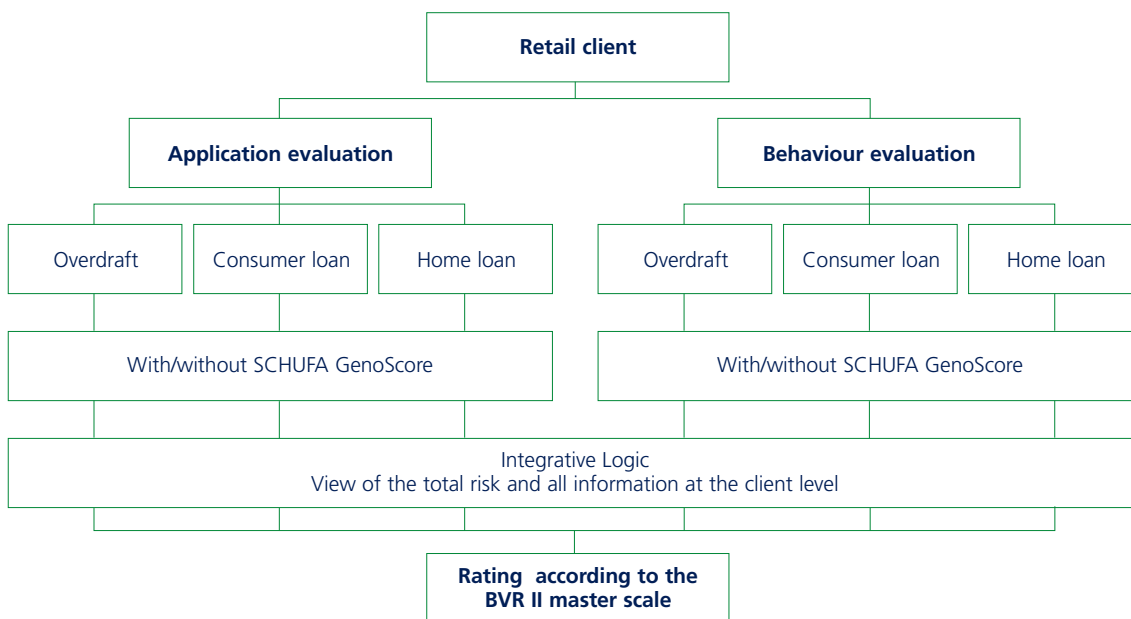 Retail client
Application evaluation
Behaviour evaluation
Overdraft
Consumer loan
Home loan
Overdraft
Consumer loan
Home loan
With/without SCHUFA GenoScore
With/without SCHUFA GenoScore
Integrative Logic
View of the total risk and all information at the client level
Rating according to the
BVR II master scale